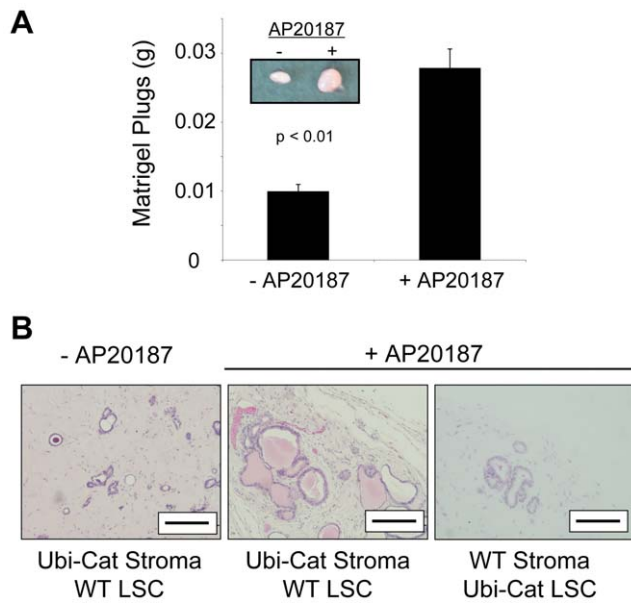 A
AP20187
- +
p < 0.01
Matrigel Plugs (g)
0.03
0.02
0.01
0
- AP20187 + AP20187
B
- AP20187 + AP20187
Ubi-Cat Stroma Ubi-Cat Stroma WT Stroma
WT LSC WT LSC Ubi-Cat LSC